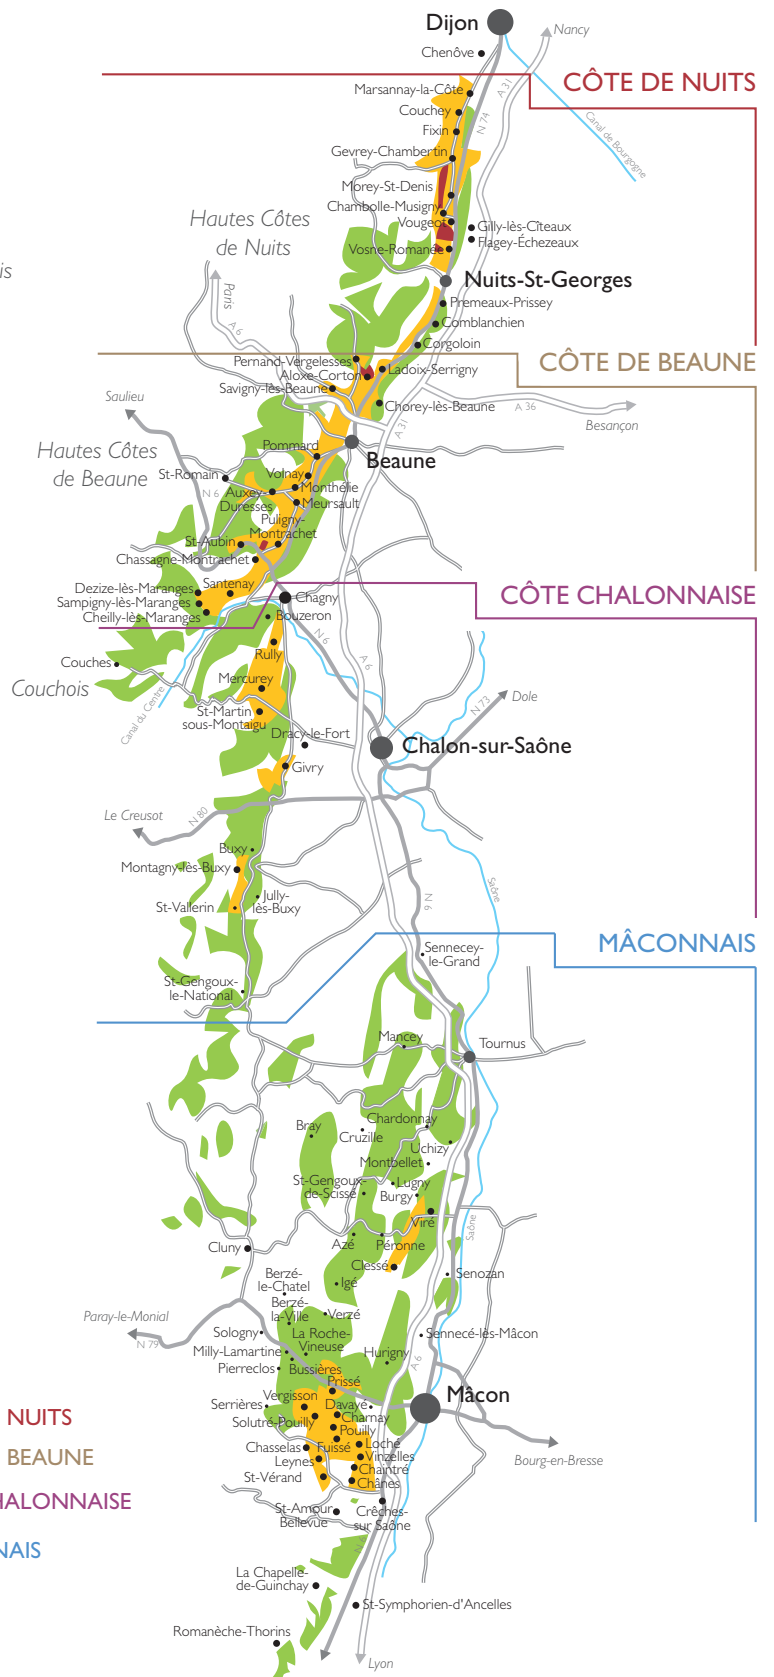 Dijon
Nancy
Chenôve
CÔTE DE NUITS
A 31
Marsannay-la-Côte
Couchey
N 74
Canal de Bourgogne
Fixin
Gevrey-Chambertin
Morey-St-Denis
Chambolle-Musigny
Hautes Côtes
de Nuits
Vougeot
Gilly-lès-Cîteaux
Flagey-Échezeaux
Vosne-Romanée
is
Nuits-St-Georges
Paris
Premeaux-Prissey
A 6
Comblanchien
Corgoloin
CÔTE DE BEAUNE
Pernand-Vergelesses
Ladoix-Serrigny
Aloxe-Corton
Savigny-lès-Beaune
Saulieu
Chorey-lès-Beaune
A 36
Besançon
A 31
Hautes Côtes
de Beaune
Pommard
Beaune
St-Romain
Volnay
N 6
Auxey-
Duresses
Monthélie
Meursault
Puligny-
Montrachet
St-Aubin
Chassagne-Montrachet
Dezize-lès-Maranges
Santenay
CÔTE CHALONNAISE
Sampigny-lès-Maranges
Chagny
Cheilly-lès-Maranges
Bouzeron
N 6
Rully
A 6
Couches
Couchois
Mercurey
Dole
N 73
Canal du Centre
St-Martin
sous-Montaigu
Dracy-le-Fort
Chalon-sur-Saône
Givry
Le Creusot
N 80
Buxy
Montagny-lès-Buxy
Saône
N 6
Jully-
lès-Buxy
St-Vallerin
MÂCONNAIS
Sennecey-
le-Grand
St-Gengoux-
le-National
Mancey
Tournus
Chardonnay
Bray
Cruzille
Uchizy
Montbellet
St-Gengoux-
de-Scissé
Lugny
Burgy
Viré
Saône
Cluny
Azé
Péronne
Clessé
Berzé-
le-Chatel
Igé
Senozan
Berzé-
la-Ville
Verzé
Paray-le-Monial
N 79
Sologny
La Roche-
Vineuse
Sennecé-lès-Mâcon
Milly-Lamartine
Hurigny
A 6
Pierreclos
Bussières
Prissé
Mâcon
Vergisson
Serrières
Davayé
NUITS
Solutré-Pouilly
Charnay
Pouilly
Chasselas
Fuissé
Loché
BEAUNE
Leynes
Vinzelles
Bourg-en-Bresse
St-Vérand
Chaintré
Chânes
HALONNAISE
St-Amour
Bellevue
Crêches-
sur Saône
NAIS
N 6
La Chapelle-
de-Guinchay
St-Symphorien-d'Ancelles
Romanèche-Thorins
Lyon